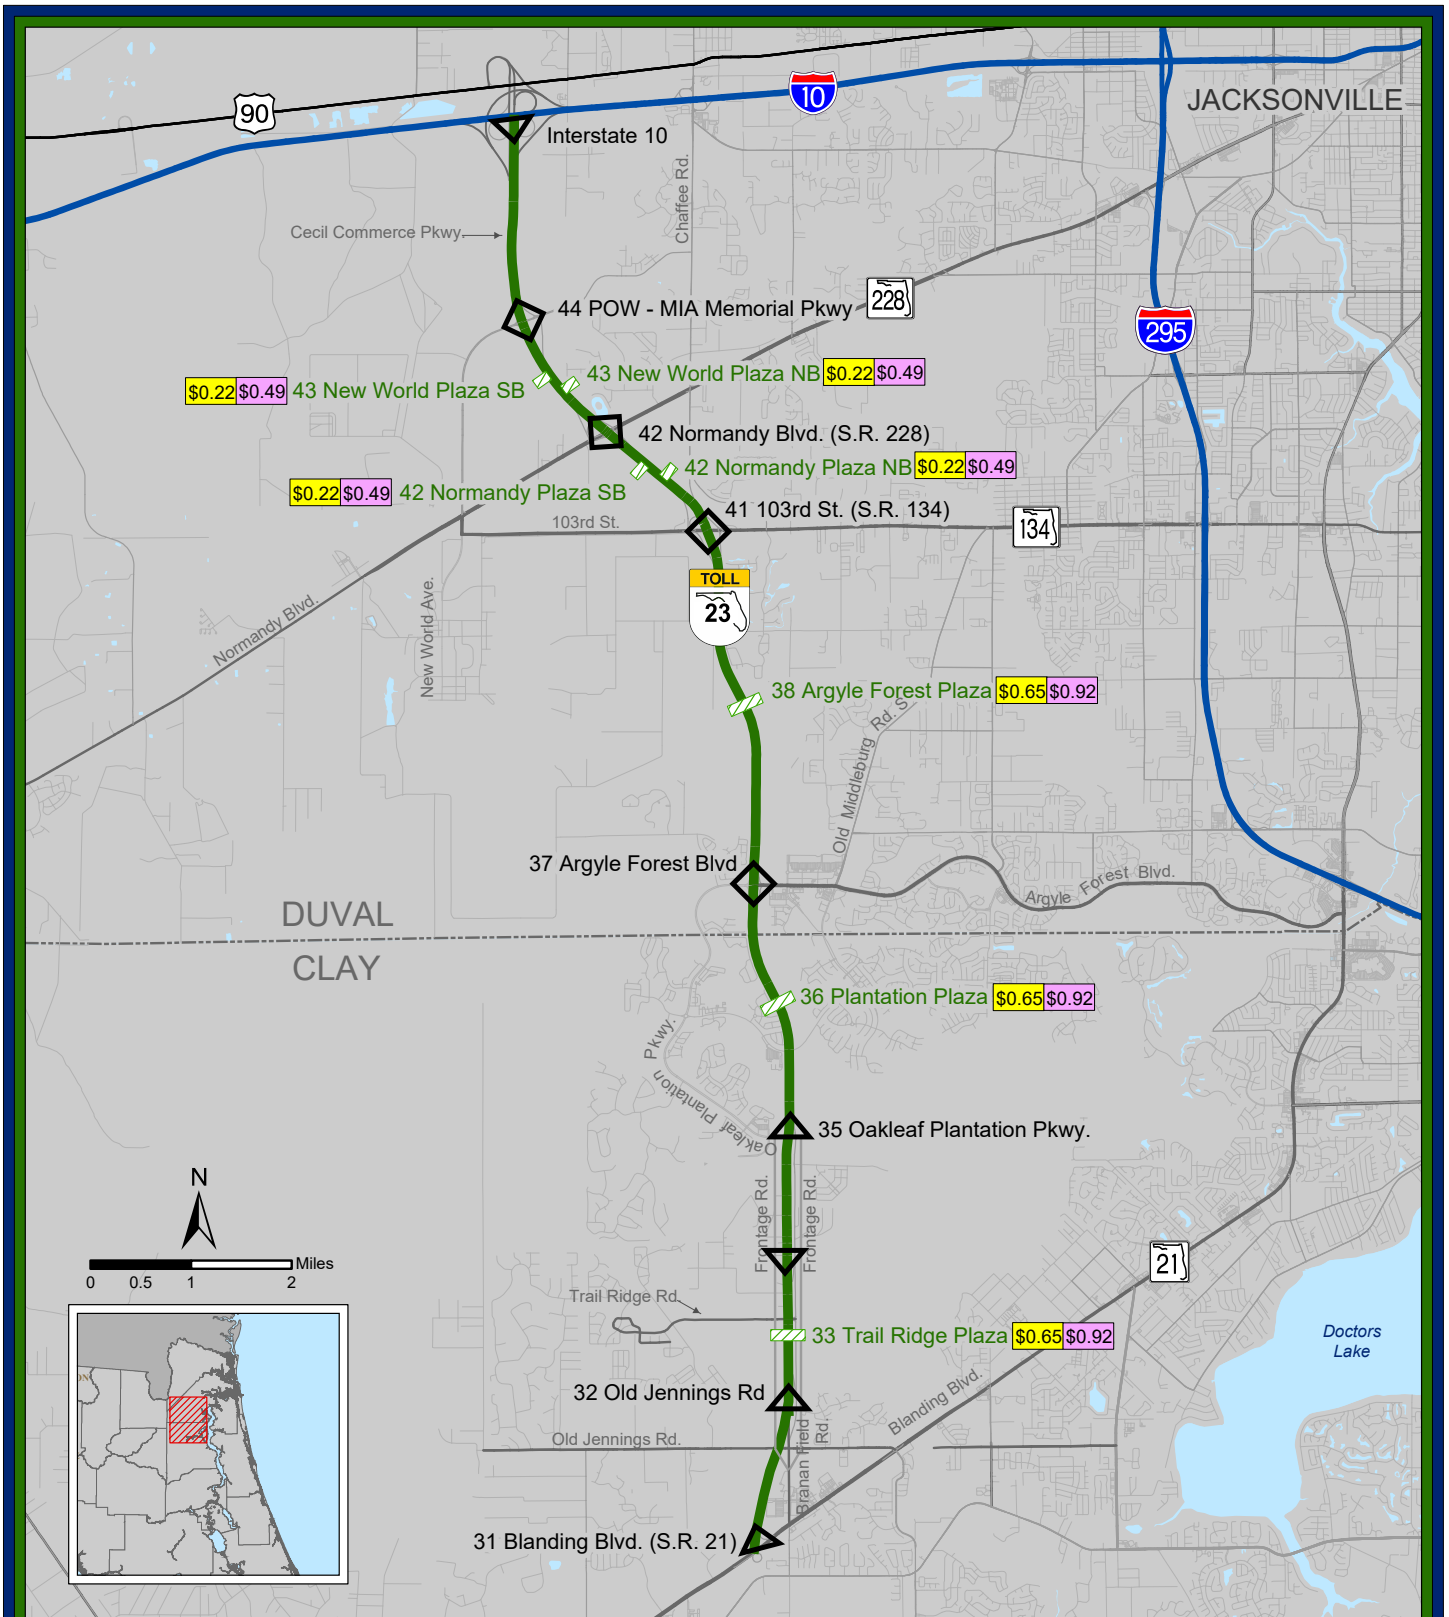 90
10
JACKSONVILLE
Interstate 10
Chaffee Rd.
Cecil Commerce Pkwy.
44 POW - MIA Memorial Pkwy
228
295
43 New World Plaza NB $0.22 $0.49
$0.22 $0.49 43 New World Plaza SB
42 Normandy Blvd. (S.R. 228)
42 Normandy Plaza NB $0.22 $0.49
$0.22 $0.49 42 Normandy Plaza SB
41 103rd St. (S.R. 134)
103rd St.
134
TOLL
23
Normandy Blvd.
New World Ave.
38 Argyle Forest Plaza $0.65 $0.92
Old Middleburg Rd. S
37 Argyle Forest Blvd
Argyle Forest Blvd.
DUVAL
CLAY
36 Plantation Plaza $0.65 $0.92
Oakleaf Plantation Pkwy.
35 Oakleaf Plantation Pkwy.
N
Frontage Rd.
Frontage Rd.
Miles
0 0.5 1 2
21
Trail Ridge Rd.
33 Trail Ridge Plaza $0.65 $0.92
Doctors
Lake
32 Old Jennings Rd
Blanding Blvd.
Old Jennings Rd.
Branan Field
Rd.
31 Blanding Blvd. (S.R. 21)